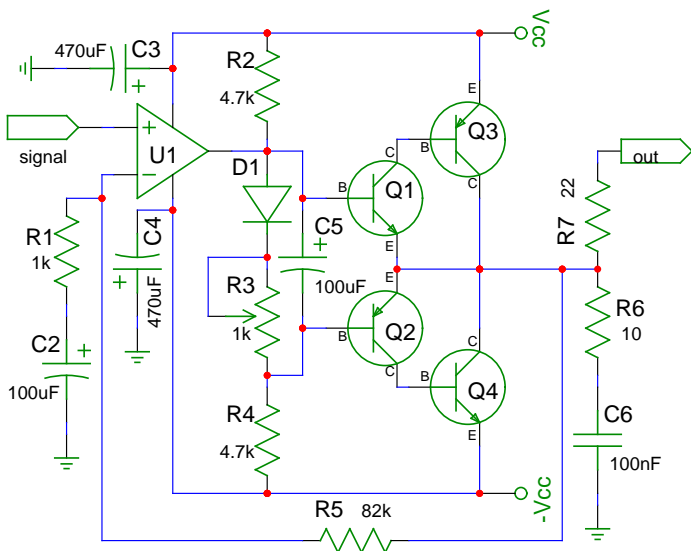 470uF
C3
+
R2
4.7k
Vcc
E
Q3
B
C
signal
+
U1
−
D1
C
Q1
B
E
out
22
R7
R1
1k
C4
470uF
+
C5
+
100uF
R3
1k
E
Q2
B
C
R6
10
C2
+
100uF
R4
4.7k
C
B
Q4
E
C6
100nF
-Vcc
R5
82k